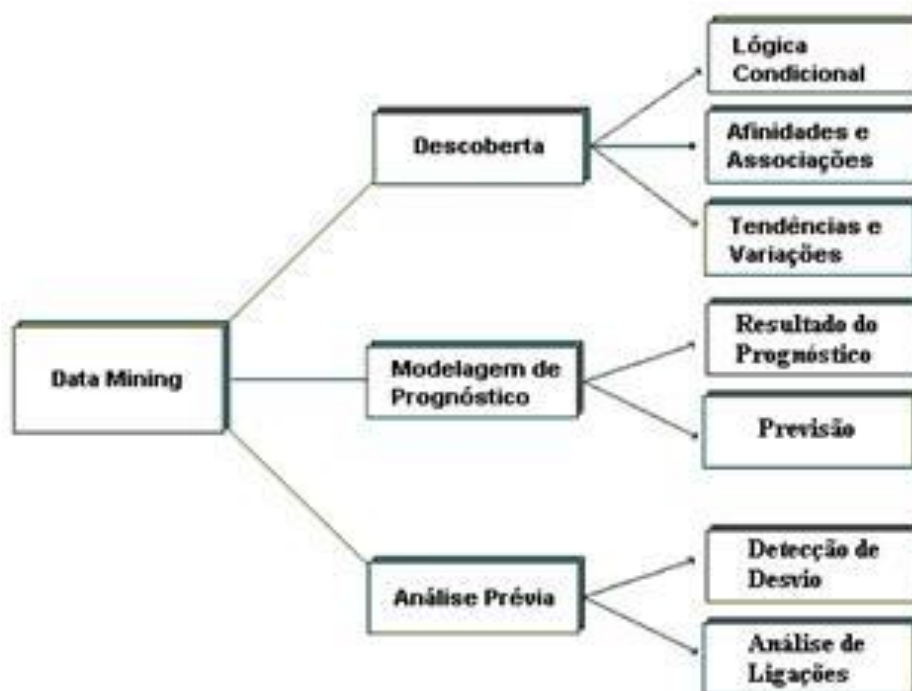 Data Mining
Descoberta
Lógica
Condicional
Afinidades e
Associações
Tendências e
Variações
Modelagem de
Prognóstico
Resultado do
Prognóstico
Previsão
Análise Prévia
Detecção de
Desvio
Análise de
Ligações